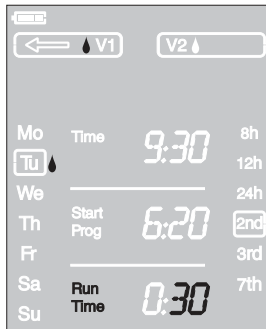 V1 V2
Mo Time 9:30 8h
Tu 12h
We 24h
Th Start Prog 6:20 2nd
Fr 3rd
Sa Run Time 0:30 7th
Su